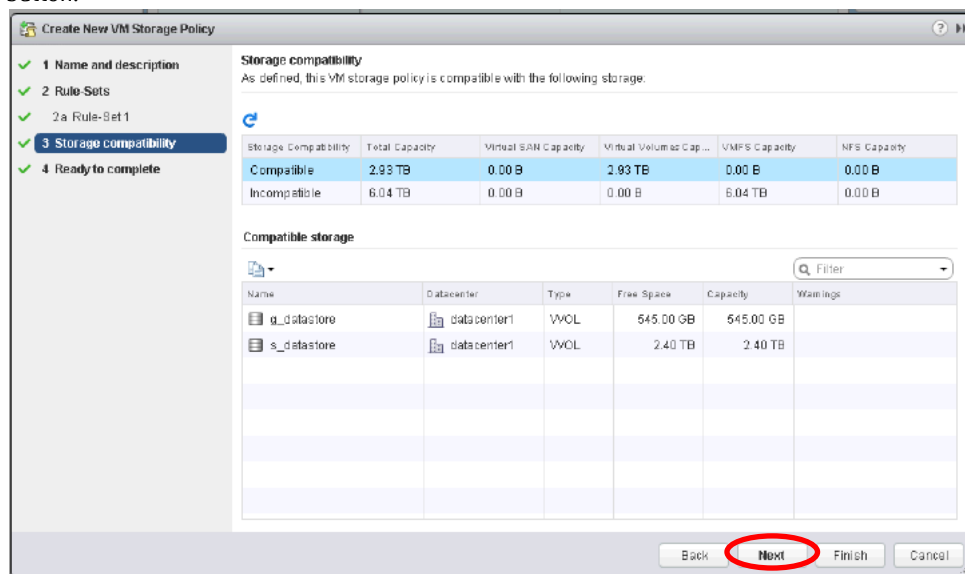 Create New VM Storage Policy
1 Name and description
2 Rule-Sets
2a Rule-Set 1
3 Storage compatibility
4 Ready to complete
Storage compatibility
As defined, this VM storage policy is compatible with the following storage:
Storage Compatibility Total Capacity Virtual SAN Capacity Virtual Volumes Cap... VMFS Capacity NFS Capacity
Compatible 2.93 TB 0.00 B 2.93 TB 0.00 B 0.00 B
Incompatible 6.04 TB 0.00 B 0.00 B 6.04 TB 0.00 B
Compatible storage
Filter
Name Datacenter Type Free Space Capacity Warnings
g_datastore datacenter1 VVOL 545.00 GB 545.00 GB
s_datastore datacenter1 VVOL 2.40 TB 2.40 TB
Back Next Finish Cancel